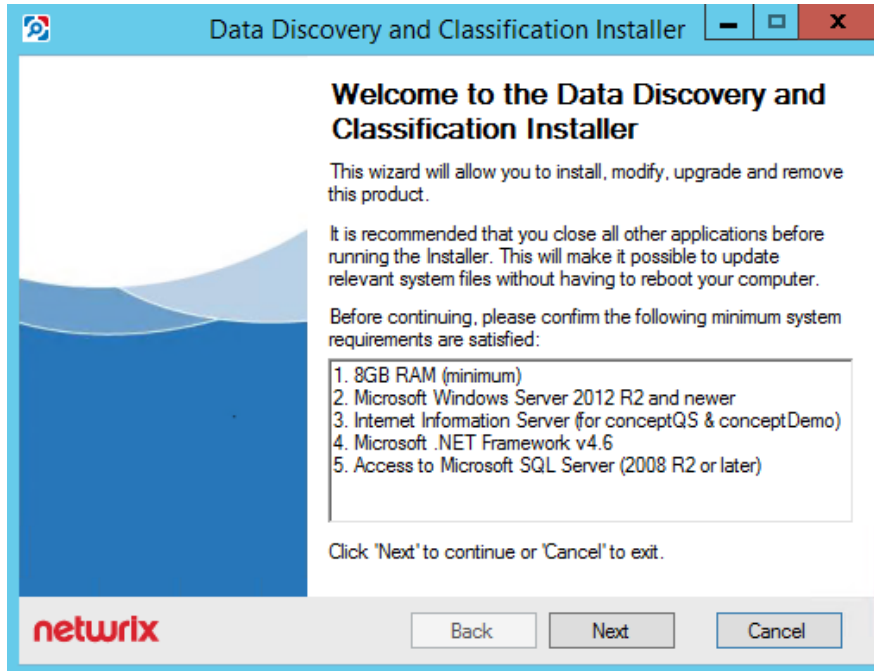 Data Discovery and Classification Installer
Welcome to the Data Discovery and
Classification Installer
This wizard will allow you to install, modify, upgrade and remove
this product.
It is recommended that you close all other applications before
running the Installer. This will make it possible to update
relevant system files without having to reboot your computer.
Before continuing, please confirm the following minimum system
requirements are satisfied:
1. 8GB RAM (minimum)
2. Microsoft Windows Server 2012 R2 and newer
3. Internet Information Server (for conceptQS & conceptDemo)
4. Microsoft .NET Framework v4.6
5. Access to Microsoft SQL Server (2008 R2 or later)
Click 'Next' to continue or 'Cancel' to exit.
netwrix
Back
Next
Cancel